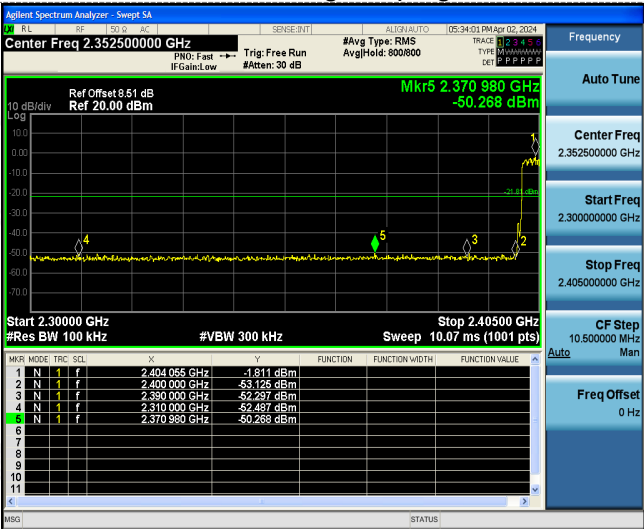 Agilent Spectrum Analyzer - Swept SA
LXI RL RF 50 Ω AC SENSE:INT ALIGN AUTO 05:34:01 PM Apr 02, 2024
Center Freq 2.352500000 GHz
PNO: Fast
IFGain:Low
Trig: Free Run
#Atten: 30 dB
#Avg Type: RMS
Avg|Hold: 800/800
TRACE 1 2 3 4 5 6
TYPE M W W W W W
DET P P P P P P
Ref Offset 8.51 dB
Ref 20.00 dBm
10 dB/div
Log
Mkr5 2.370 980 GHz
-50.268 dBm
10.0
0.00
-10.0
-20.0
-30.0
-40.0
-50.0
-60.0
-70.0
-21.81 dBm
1
4
5
3
2
Start 2.30000 GHz
Stop 2.40500 GHz
#Res BW 100 kHz
#VBW 300 kHz
Sweep 10.07 ms (1001 pts)
MKR MODE TRC SCL X Y FUNCTION FUNCTION WIDTH FUNCTION VALUE
1 N 1 f 2.404 055 GHz -1.811 dBm
2 N 1 f 2.400 000 GHz -53.125 dBm
3 N 1 f 2.390 000 GHz -52.297 dBm
4 N 1 f 2.310 000 GHz -52.487 dBm
5 N 1 f 2.370 980 GHz -50.268 dBm
6
7
8
9
10
11
MSG
STATUS
Frequency
Auto Tune
Center Freq
2.352500000 GHz
Start Freq
2.300000000 GHz
Stop Freq
2.405000000 GHz
CF Step
10.500000 MHz
Auto Man
Freq Offset
0 Hz